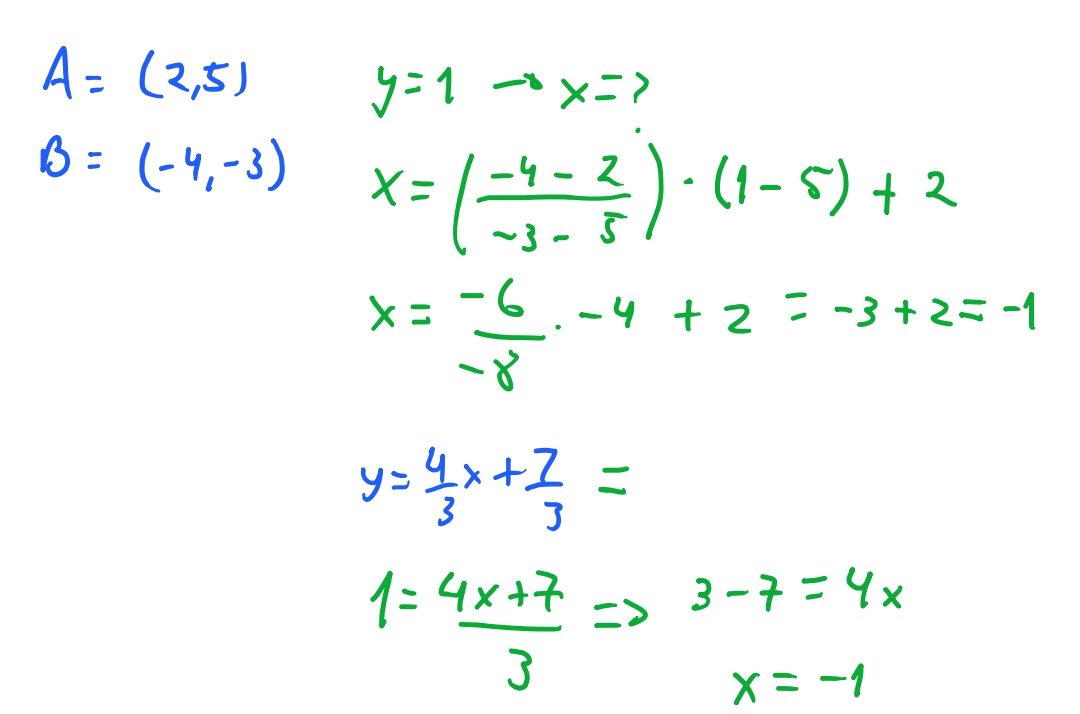 A = (2,5)
B = (-4,-3)
y=1 → x=?
x = ((-4 - 2)/(-3 - 5)) · (1 - 5) + 2
x = -6/-8 · -4 + 2 = -3+2 = -1
y = 4/3 x + 7/3 =
1 = (4x+7)/3 => 3-7 = 4x
x = -1